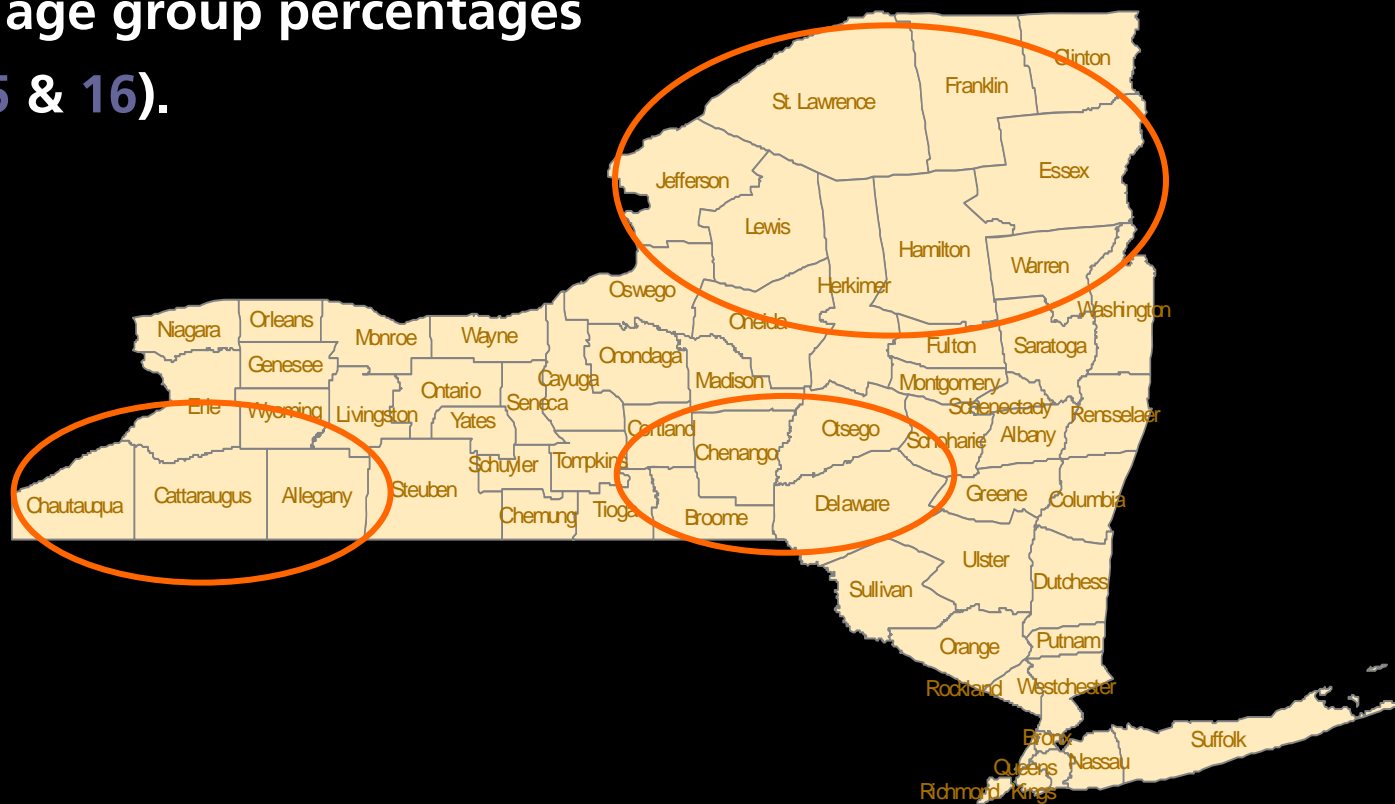 age group percentages
& 16).
Clinton
Franklin
St. Lawrence
Essex
Jefferson
Lewis
Hamilton
Warren
Herkimer
Oswego
Washington
Oneida
Orleans
Niagara
Monroe
Wayne
Fulton
Saratoga
Onondaga
Genesee
Cayuga
Madison
Montgomery
Ontario
Seneca
Schenectady
Erie
Wyoming
Livingston
Yates
Rensselaer
Cortland
Otsego
Schoharie
Albany
Chenango
Schuyler
Tompkins
Steuben
Greene
Columbia
Chautauqua
Cattaraugus
Allegany
Delaware
Tioga
Chemung
Broome
Ulster
Dutchess
Sullivan
Putnam
Orange
Rockland
Westchester
Bronx
Suffolk
Queens
Nassau
Richmond
Kings